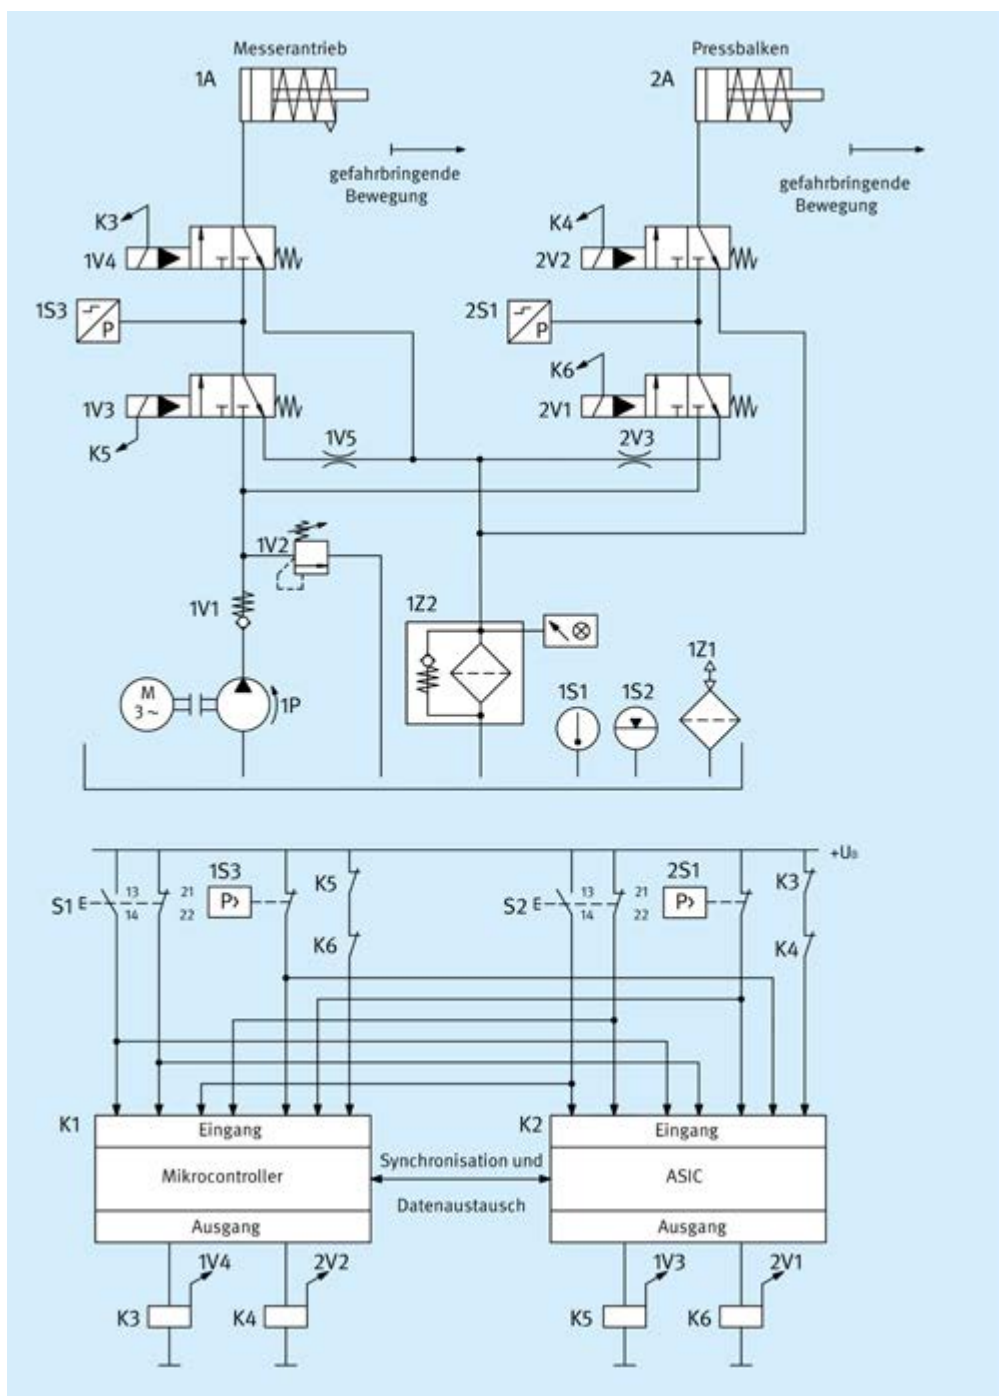 Messerantrieb
Pressbalken
1A
2A
gefahrbringende
Bewegung
gefahrbringende
Bewegung
K3
K4
1V4
2V2
1S3
P
2S1
P
K6
1V3
2V1
K5
1V5
2V3
1V2
1V1
1Z2
1Z1
M
3~
1P
1S1
1S2
+UB
1S3
2S1
K5
K3
S1
E
13
14
21
22
P>
S2
E
13
14
21
22
P>
K6
K4
K1
Eingang
K2
Eingang
Mikrocontroller
Synchronisation und
Datenaustausch
ASIC
Ausgang
Ausgang
1V4
2V2
1V3
2V1
K3
K4
K5
K6